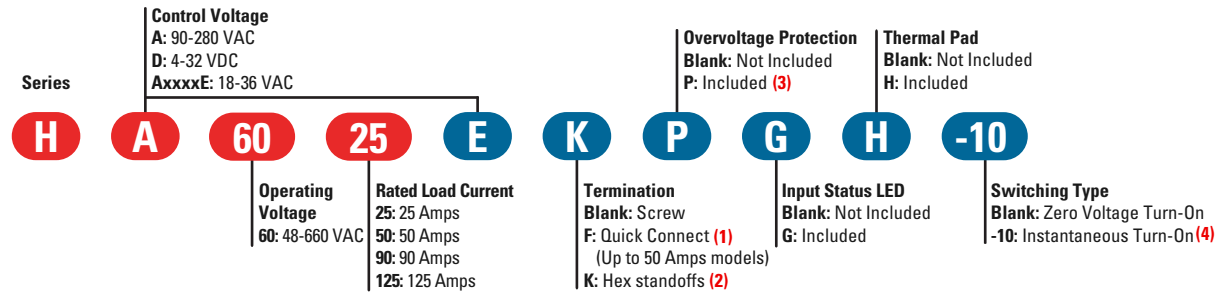 Control Voltage
A: 90-280 VAC
D: 4-32 VDC
AxxxxE: 18-36 VAC
Overvoltage Protection
Blank: Not Included
P: Included (3)
Thermal Pad
Blank: Not Included
H: Included
Series
H A 60 25 E K P G H -10
Operating
Voltage
60: 48-660 VAC
Rated Load Current
25: 25 Amps
50: 50 Amps
90: 90 Amps
125: 125 Amps
Termination
Blank: Screw
F: Quick Connect (1)
(Up to 50 Amps models)
K: Hex standoffs (2)
Input Status LED
Blank: Not Included
G: Included
Switching Type
Blank: Zero Voltage Turn-On
-10: Instantaneous Turn-On (4)